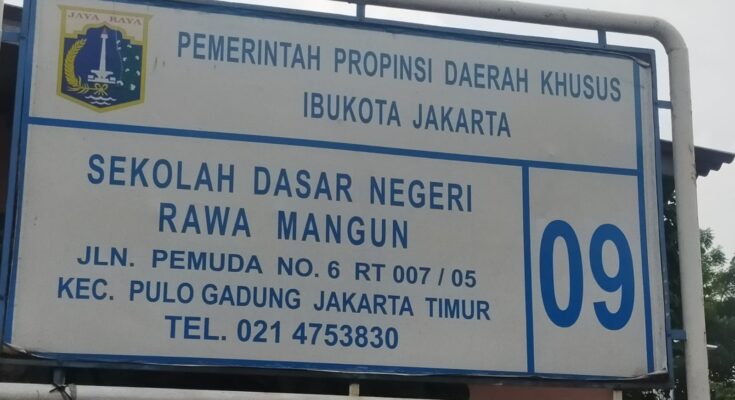 JAYA RAYA
PEMERINTAH PROPINSI DAERAH KHUSUS
IBUKOTA JAKARTA
SEKOLAH DASAR NEGERI
RAWA MANGUN
JLN. PEMUDA NO. 6 RT 007 / 05
KEC. PULO GADUNG JAKARTA TIMUR
TEL. 021 4753830
09